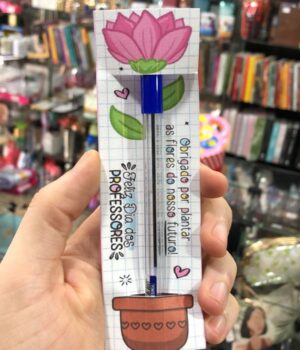 Feliz Dia dos
PROFESSORES!
Obrigado por plantar
as flores do nosso futuro!